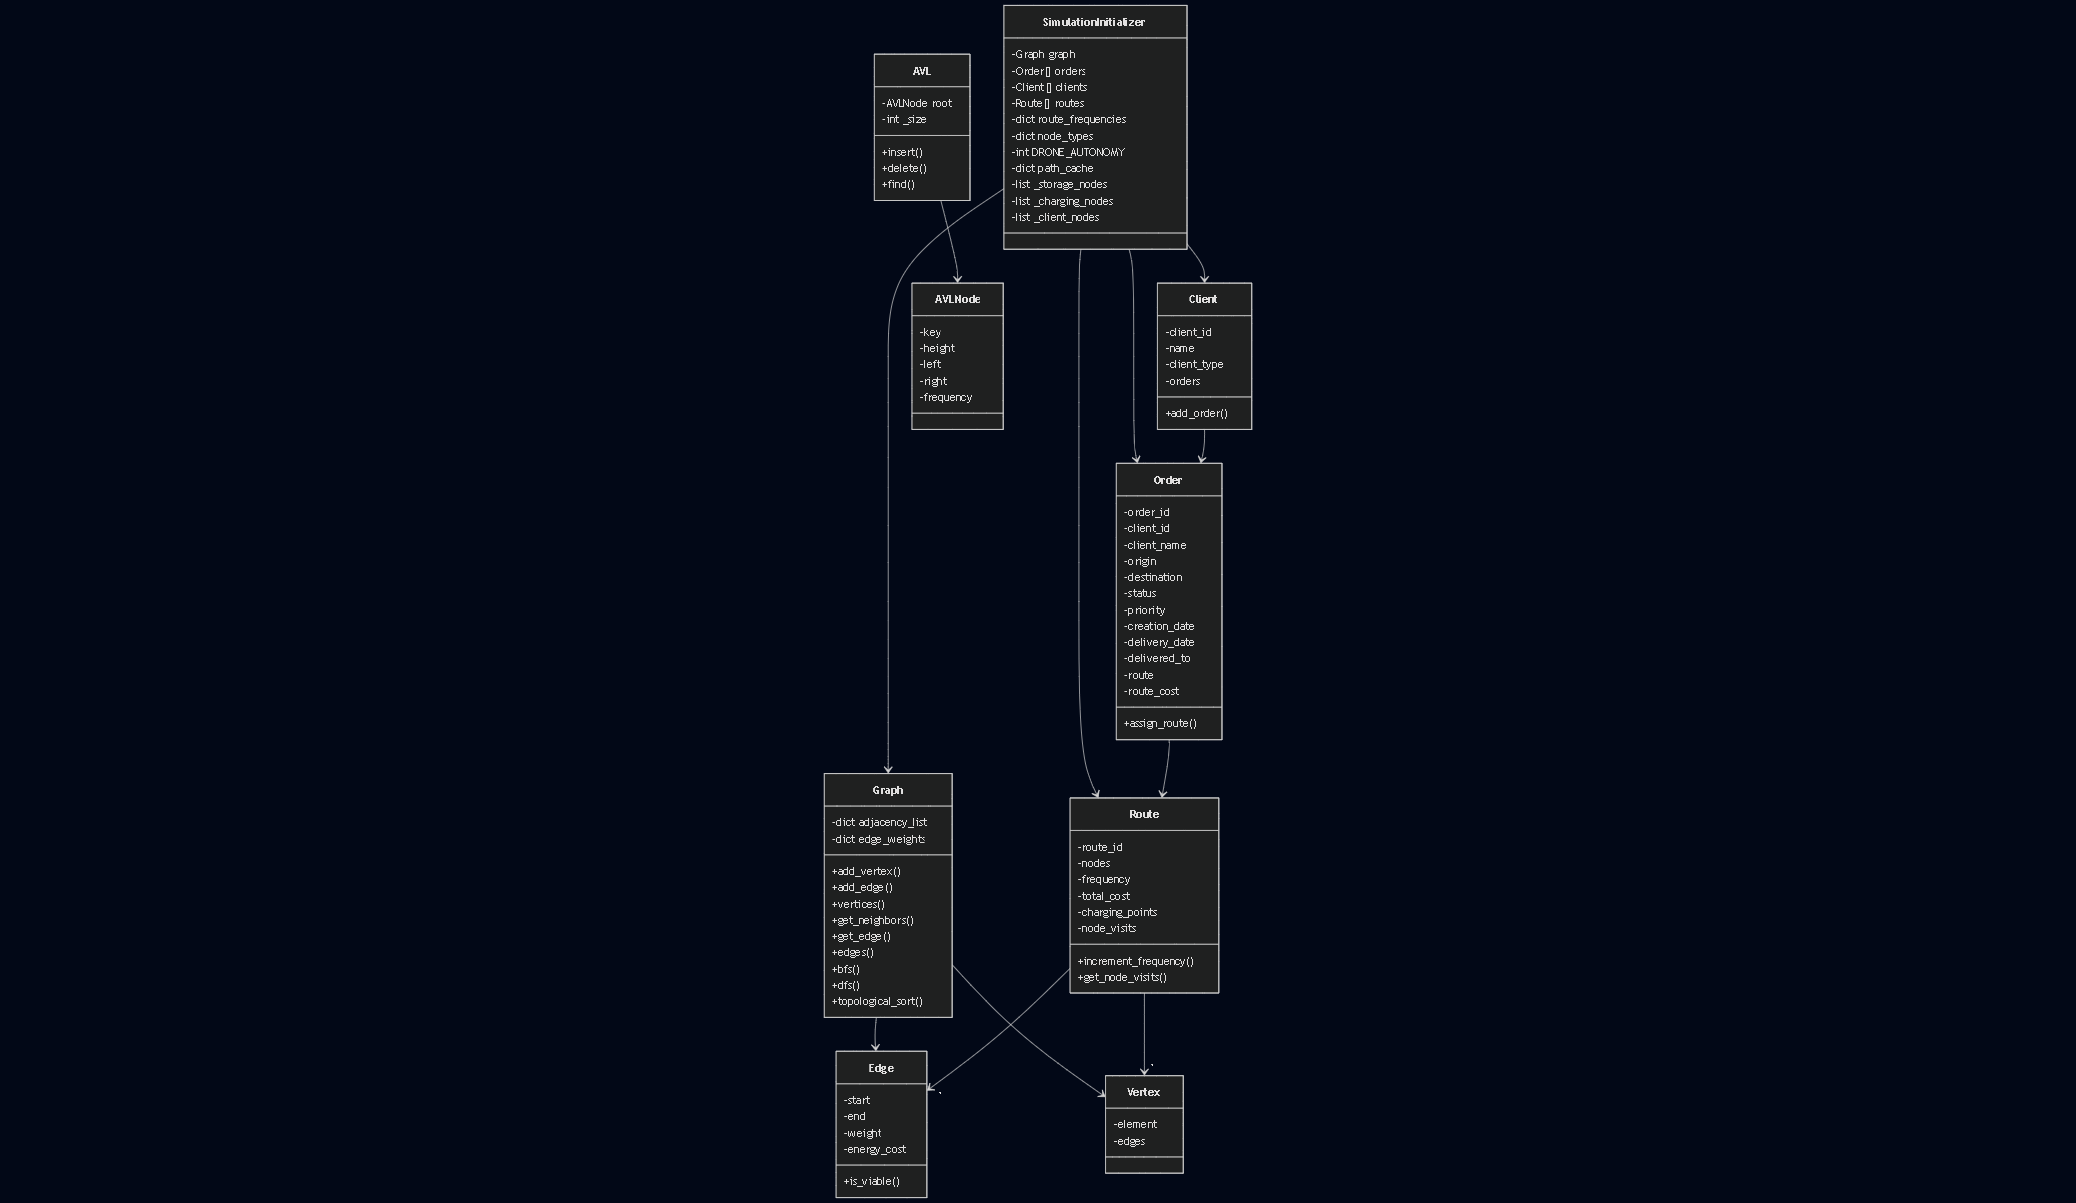 SimulationInitializer
-Graph graph
-Order[] orders
-Client[] clients
-Route[] routes
-dict route_frequencies
-dict node_types
-int DRONE_AUTONOMY
-dict path_cache
-list _storage_nodes
-list _charging_nodes
-list _client_nodes
AVL
-AVLNode root
-int _size
+insert()
+delete()
+find()
AVLNode
-key
-height
-left
-right
-frequency
Client
-client_id
-name
-client_type
-orders
+add_order()
Order
-order_id
-client_id
-client_name
-origin
-destination
-status
-priority
-creation_date
-delivery_date
-delivered_to
-route
-route_cost
+assign_route()
Graph
-dict adjacency_list
-dict edge_weights
+add_vertex()
+add_edge()
+vertices()
+get_neighbors()
+get_edge()
+edges()
+bfs()
+dfs()
+topological_sort()
Route
-route_id
-nodes
-frequency
-total_cost
-charging_points
-node_visits
+increment_frequency()
+get_node_visits()
Edge
-start
-end
-weight
-energy_cost
+is_viable()
Vertex
-element
-edges